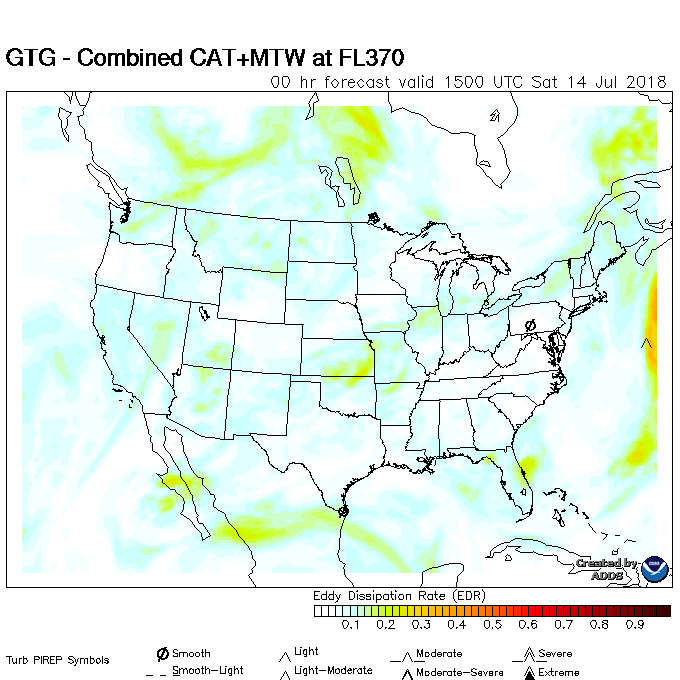 GTG - Combined CAT+MTW at FL370
00 hr forecast valid 1500 UTC Sat 14 Jul 2018
Created by
ADDS
Eddy Dissipation Rate (EDR)
0.1 0.2 0.3 0.4 0.5 0.6 0.7 0.8 0.9
Turb PIREP Symbols
Smooth Light Moderate Severe
Smooth-Light Light-Moderate Moderate-Severe Extreme